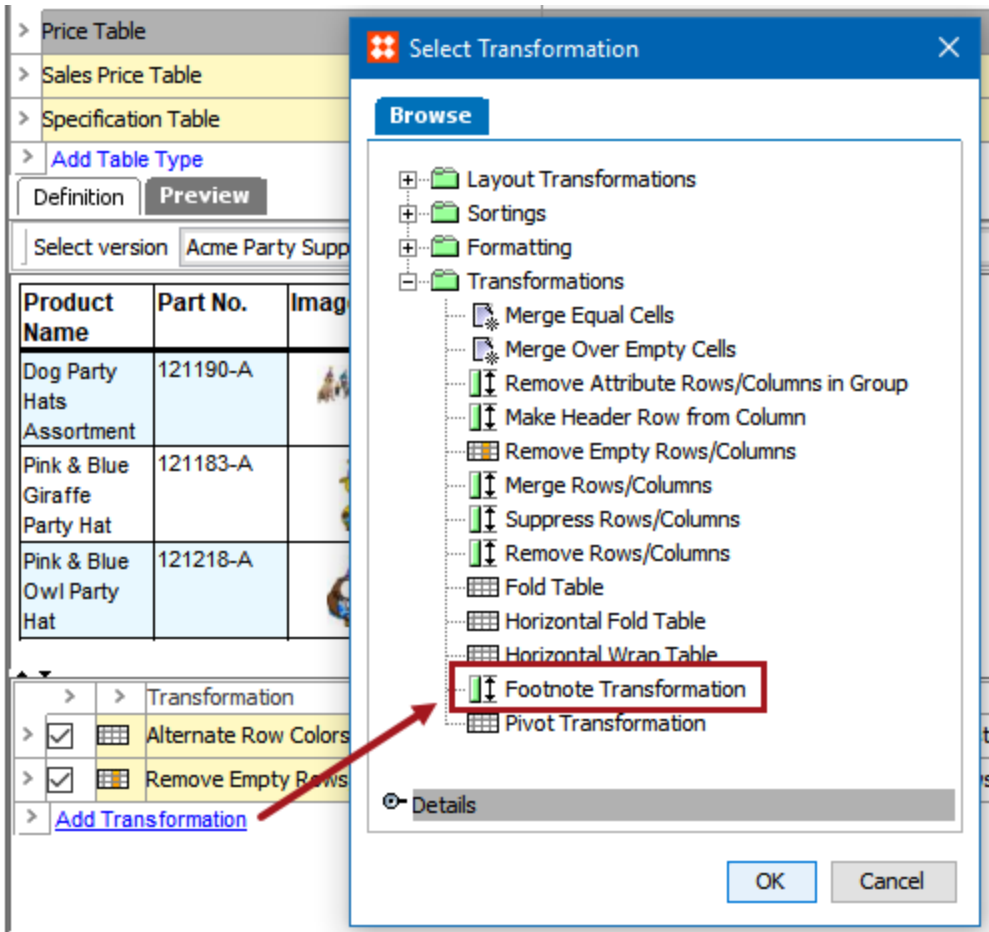 Price Table
Sales Price Table
Specification Table
Add Table Type
Definition
Preview
Select version
Acme Party Supp
Product
Name
Part No.
Imag
Dog Party
Hats
Assortment
121190-A
Pink & Blue
Giraffe
Party Hat
121183-A
Pink & Blue
Owl Party
Hat
121218-A
Transformation
Alternate Row Colors
Remove Empty Rows
Add Transformation
Select Transformation
Browse
Layout Transformations
Sortings
Formatting
Transformations
Merge Equal Cells
Merge Over Empty Cells
Remove Attribute Rows/Columns in Group
Make Header Row from Column
Remove Empty Rows/Columns
Merge Rows/Columns
Suppress Rows/Columns
Remove Rows/Columns
Fold Table
Horizontal Fold Table
Horizontal Wrap Table
Footnote Transformation
Pivot Transformation
Details
OK
Cancel